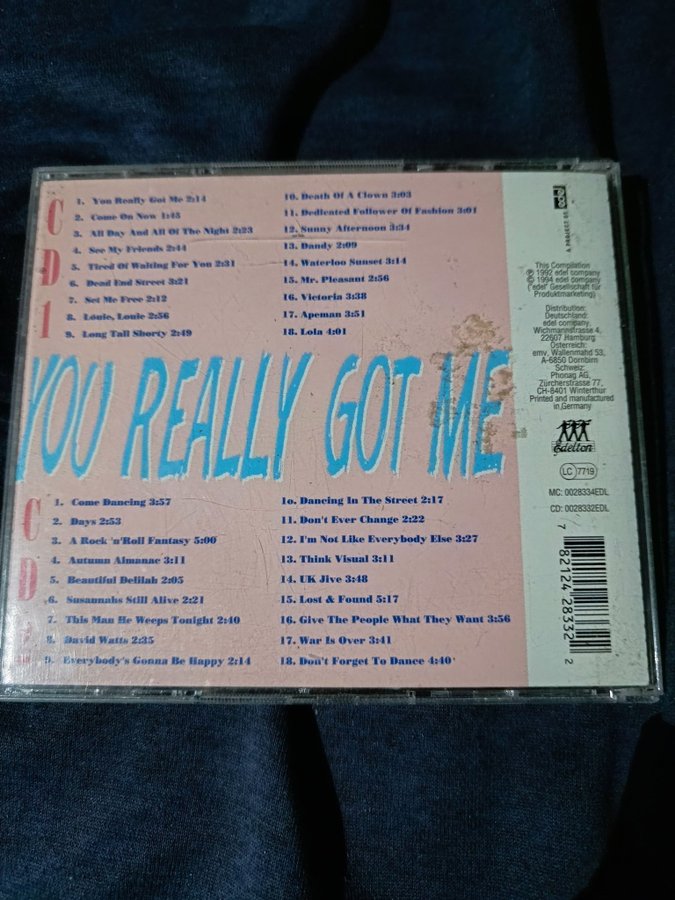 CD1
1. You Really Got Me 2:14
2. Come On Now 1:45
3. All Day And All Of The Night 2:23
4. See My Friends 2:44
5. Tired Of Waiting For You 2:31
6. Dead End Street 3:21
7. Set Me Free 2:12
8. Louie, Louie 2:56
9. Long Tall Shorty 2:49
10. Death Of A Clown 3:03
11. Dedicated Follower Of Fashion 3:01
12. Sunny Afternoon 3:34
13. Dandy 2:09
14. Waterloo Sunset 3:14
15. Mr. Pleasant 2:56
16. Victoria 3:38
17. Apeman 3:51
18. Lola 4:01
YOU REALLY GOT ME
CD
1. Come Dancing 3:57
2. Days 2:53
3. A Rock 'n'Roll Fantasy 5:00
4. Autumn Almanac 3:11
5. Beautiful Delilah 2:05
6. Susannahs Still Alive 2:21
7. This Man He Weeps Tonight 2:40
8. David Watts 2:35
9. Everybody's Gonna Be Happy 2:14
1o. Dancing In The Street 2:17
11. Don't Ever Change 2:22
12. I'm Not Like Everybody Else 3:27
13. Think Visual 3:11
14. UK Jive 3:48
15. Lost & Found 5:17
16. Give The People What They Want 3:56
17. War Is Over 3:41
18. Don't Forget To Dance 4:40
A PRODUCT OF
edel
This Compilation
℗ 1992 edel company
© 1994 edel company
("edel" Gesellschaft für
Produktmarketing)
Distribution:
Deutschland:
edel company,
Wichmannstrasse 4,
22607 Hamburg
Österreich:
emv, Wallenmahd 53,
A-6850 Dornbirn
Schweiz:
Phonag AG,
Zürcherstrasse 77,
CH-8401 Winterthur
Printed and manufactured
in Germany
Edelton
LC 7719
MC: 0028334EDL
CD: 0028332EDL
7 82124 28332 2